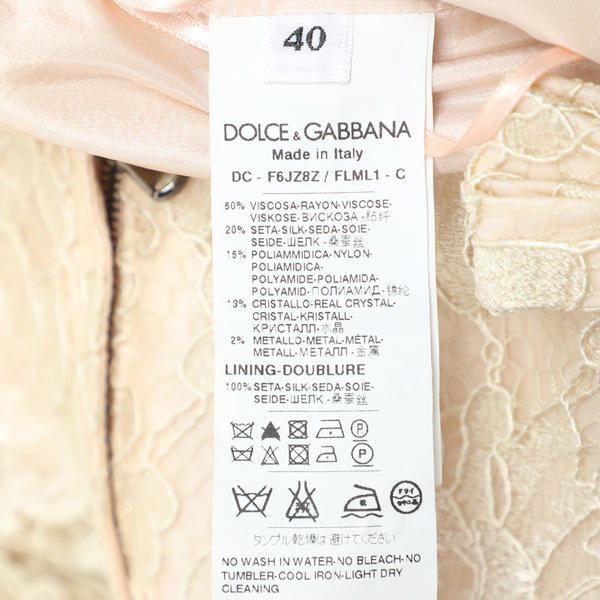 40
DOLCE & GABBANA
Made in Italy
DC - F6JZ8Z / FLML1 - C
50% VISCOSA-RAYON-VISCOSE-
VISKOSE-ВИСКОЗА-粘纤
20% SETA-SILK-SEDA-SOIE-
SEIDE-ШЕЛК-桑蚕丝
15% POLIAMMIDICA-NYLON-
POLIAMIDICA-
POLYAMIDE-POLIAMIDA-
POLYAMID-ПОЛИАМИД-锦纶
13% CRISTALLO-REAL CRYSTAL-
CRISTAL-KRISTALL-
КРИСТАЛЛ-水晶
2% METALLO-METAL-MÉTAL-
METALL-МЕТАЛЛ-金属
LINING-DOUBLURE
100% SETA-SILK-SEDA-SOIE-
SEIDE-ШЕЛК-桑蚕丝
P
P
ドライ
タンブル乾燥は避けてください
NO WASH IN WATER-NO BLEACH-NO
TUMBLER-COOL IRON-LIGHT DRY
CLEANING